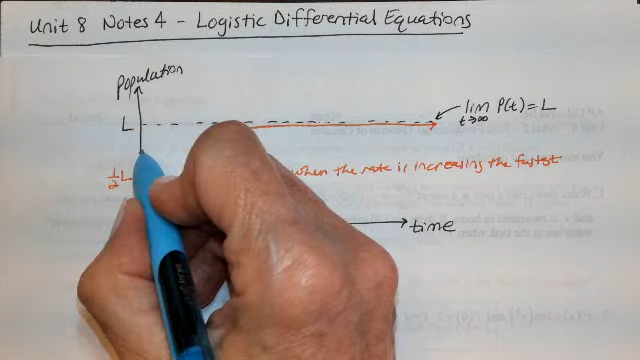 Unit 8 Notes 4 - Logistic Differential Equations
Population
L
lim P(t) = L
t→∞
½L
when the rate is increasing the fastest
time